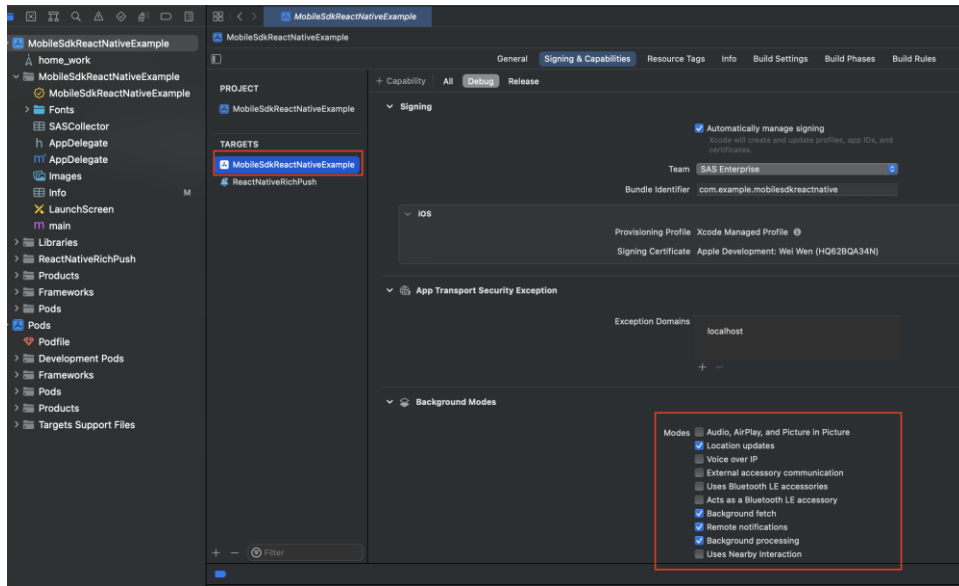 MobileSdkReactNativeExample
MobileSdkReactNativeExample
MobileSdkReactNativeExample
home_work
MobileSdkReactNativeExample
MobileSdkReactNativeExample
Fonts
SASCollector
h AppDelegate
m AppDelegate
Images
Info M
LaunchScreen
m main
Libraries
ReactNativeRichPush
Products
Frameworks
Pods
Pods
Podfile
Development Pods
Frameworks
Pods
Products
Targets Support Files
PROJECT
MobileSdkReactNativeExample
TARGETS
MobileSdkReactNativeExample
ReactNativeRichPush
+ − Filter
General Signing & Capabilities Resource Tags Info Build Settings Build Phases Build Rules
+ Capability All Debug Release
Signing
Automatically manage signing
Xcode will create and update profiles, app IDs, and
certificates.
Team SAS Enterprise
Bundle Identifier com.example.mobilesdkreactnative
iOS
Provisioning Profile Xcode Managed Profile
Signing Certificate Apple Development: Wei Wen (HQ62BQA34N)
App Transport Security Exception
Exception Domains
localhost
+ −
Background Modes
Modes Audio, AirPlay, and Picture in Picture
Location updates
Voice over IP
External accessory communication
Uses Bluetooth LE accessories
Acts as a Bluetooth LE accessory
Background fetch
Remote notifications
Background processing
Uses Nearby Interaction